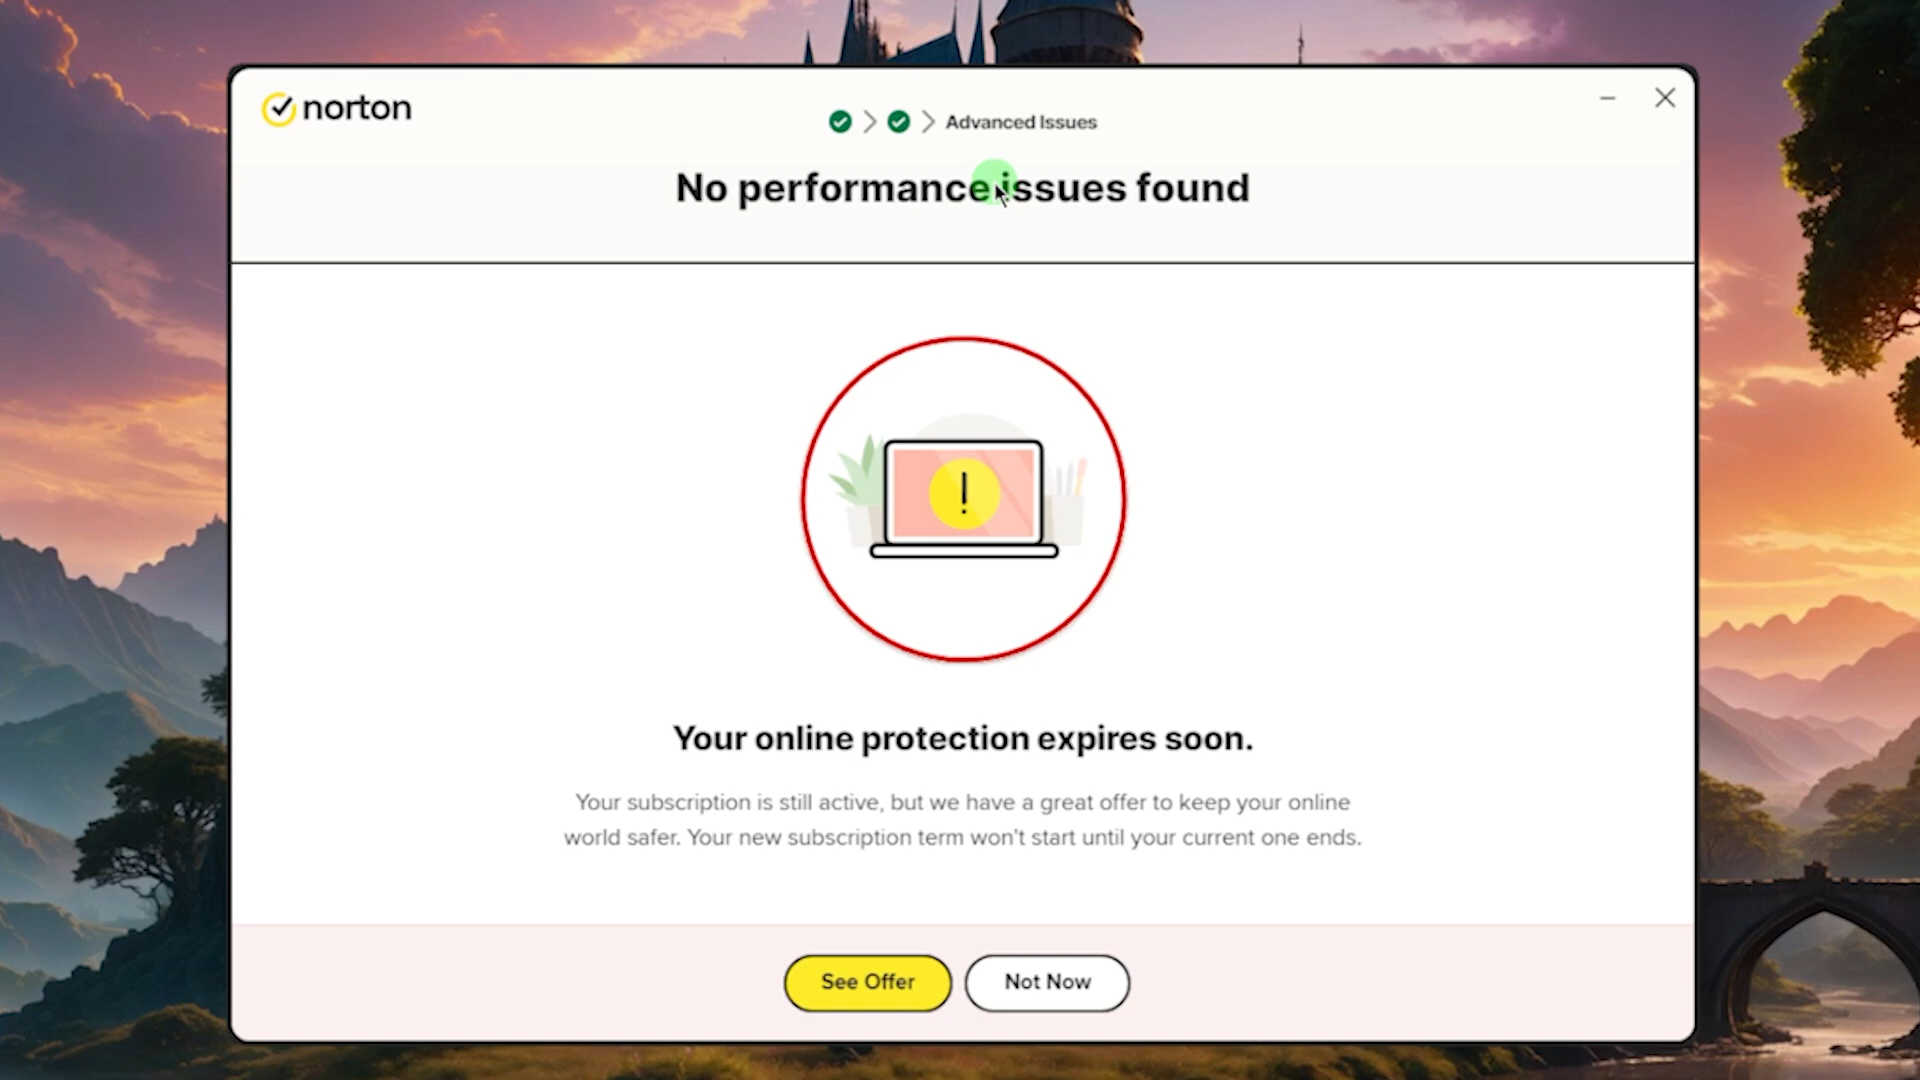 norton
Advanced Issues
No performance issues found
!
Your online protection expires soon.
Your subscription is still active, but we have a great offer to keep your online
world safer. Your new subscription term won't start until your current one ends.
See Offer
Not Now